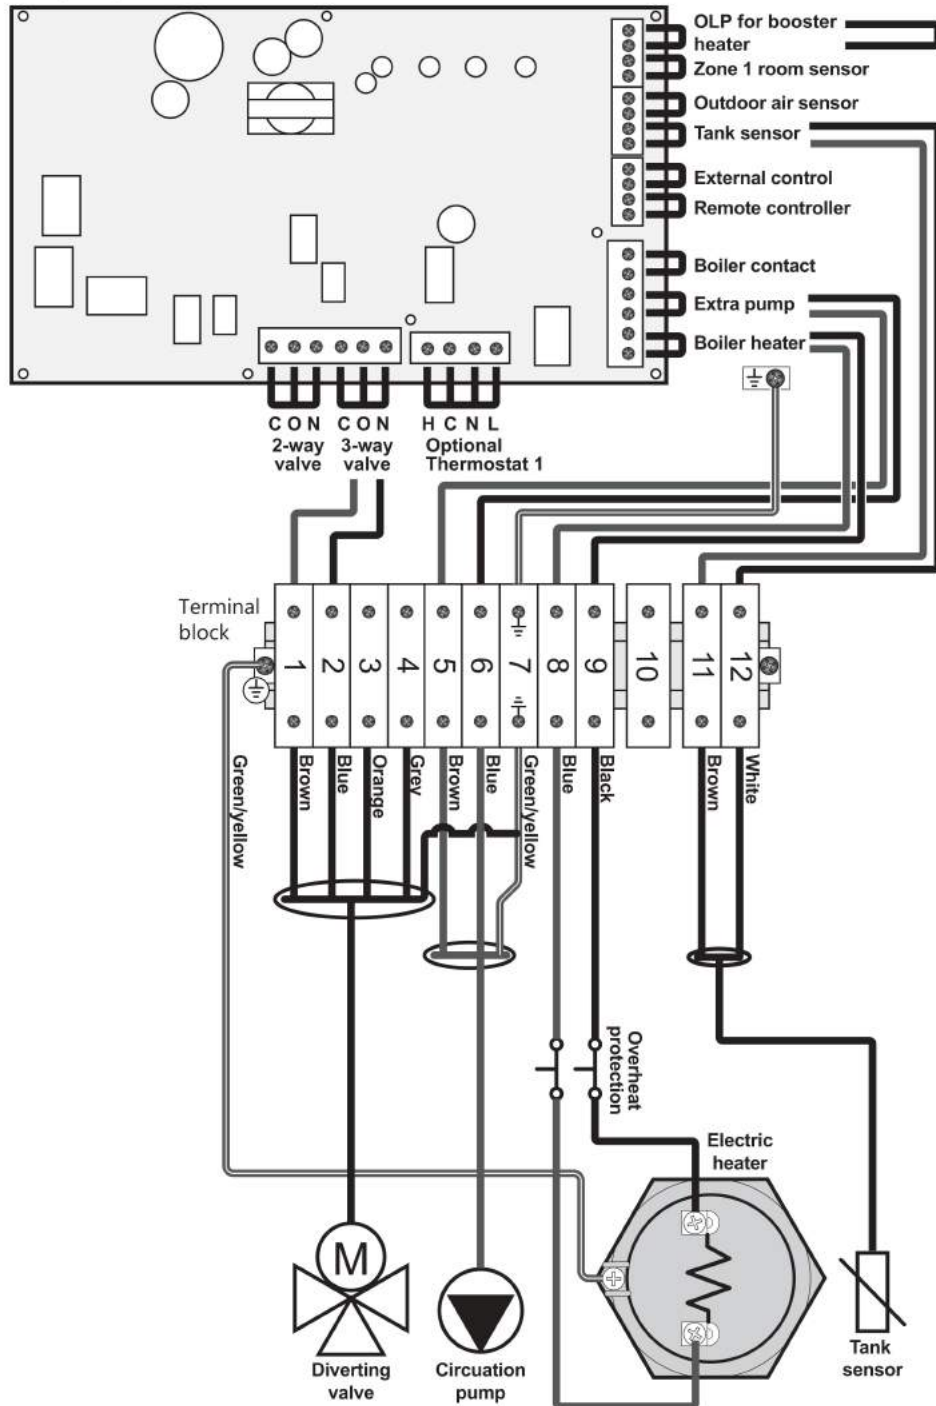 OLP for booster
heater
Zone 1 room sensor
Outdoor air sensor
Tank sensor
External control
Remote controller
Boiler contact
Extra pump
Boiler heater
C O N C O N H C N L
2-way
valve
3-way
valve
Optional
Thermostat 1
Terminal
block
1 2 3 4 5 6 7 8 9 10 11 12
Green/yellow
Brown
Blue
Orange
Grey
Brown
Blue
Green/yellow
Blue
Black
Brown
White
Overheat
protection
Electric
heater
M
Diverting
valve
Circuation
pump
Tank
sensor